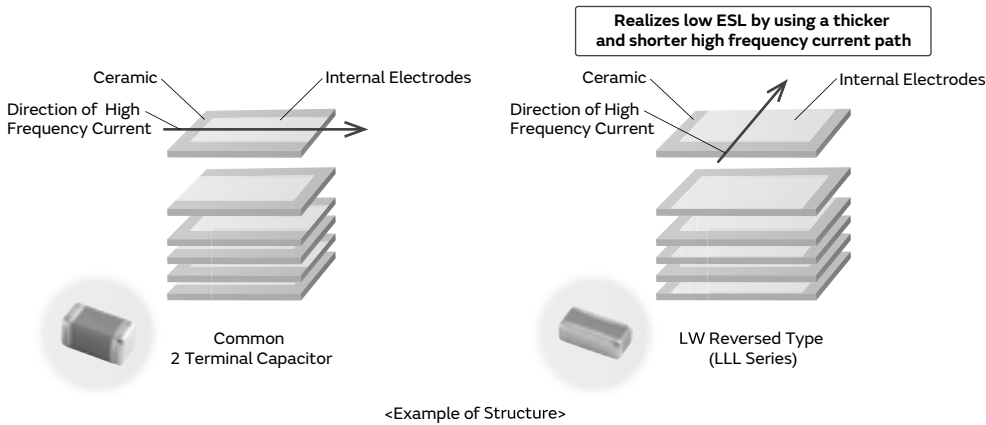 Realizes low ESL by using a thicker
and shorter high frequency current path
Ceramic
Internal Electrodes
Direction of High
Frequency Current
Common
2 Terminal Capacitor
Ceramic
Internal Electrodes
Direction of High
Frequency Current
LW Reversed Type
(LLL Series)
<Example of Structure>